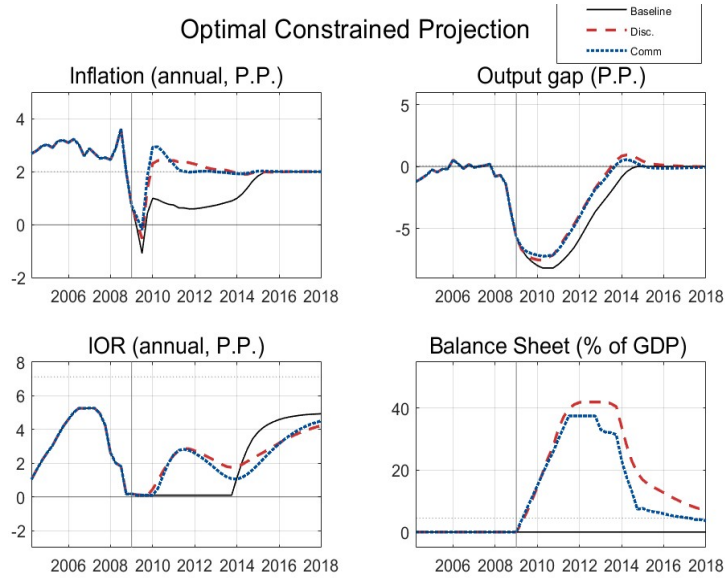 Optimal Constrained Projection
Baseline
Disc.
Comm
Inflation (annual, P.P.)
4
2
0
-2
2006 2008 2010 2012 2014 2016 2018
Output gap (P.P.)
5
0
-5
2006 2008 2010 2012 2014 2016 2018
IOR (annual, P.P.)
8
6
4
2
0
-2
2006 2008 2010 2012 2014 2016 2018
Balance Sheet (% of GDP)
40
20
0
2006 2008 2010 2012 2014 2016 2018